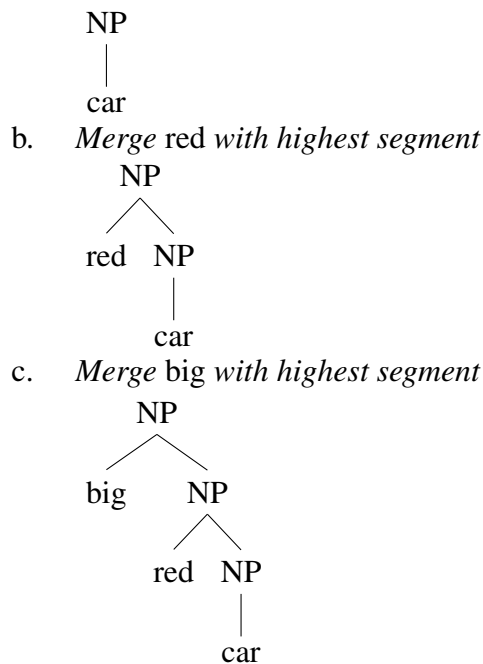 NP
car
b. Merge red with highest segment
NP
red NP
car
c. Merge big with highest segment
NP
big NP
red NP
car